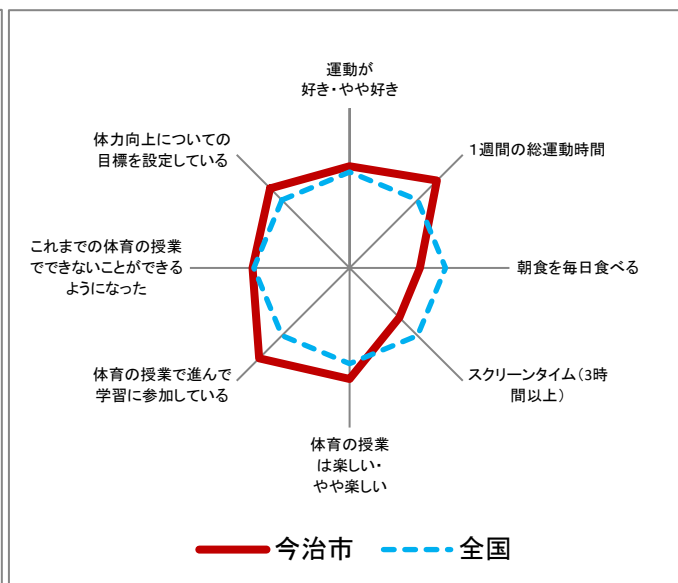 運動が
好き・やや好き
1週間の総運動時間
朝食を毎日食べる
スクリーンタイム(3時
間以上)
体育の授業
は楽しい・
やや楽しい
体育の授業で進んで
学習に参加している
これまでの体育の授業
でできないことができる
ようになった
体力向上についての
目標を設定している
今治市
全国